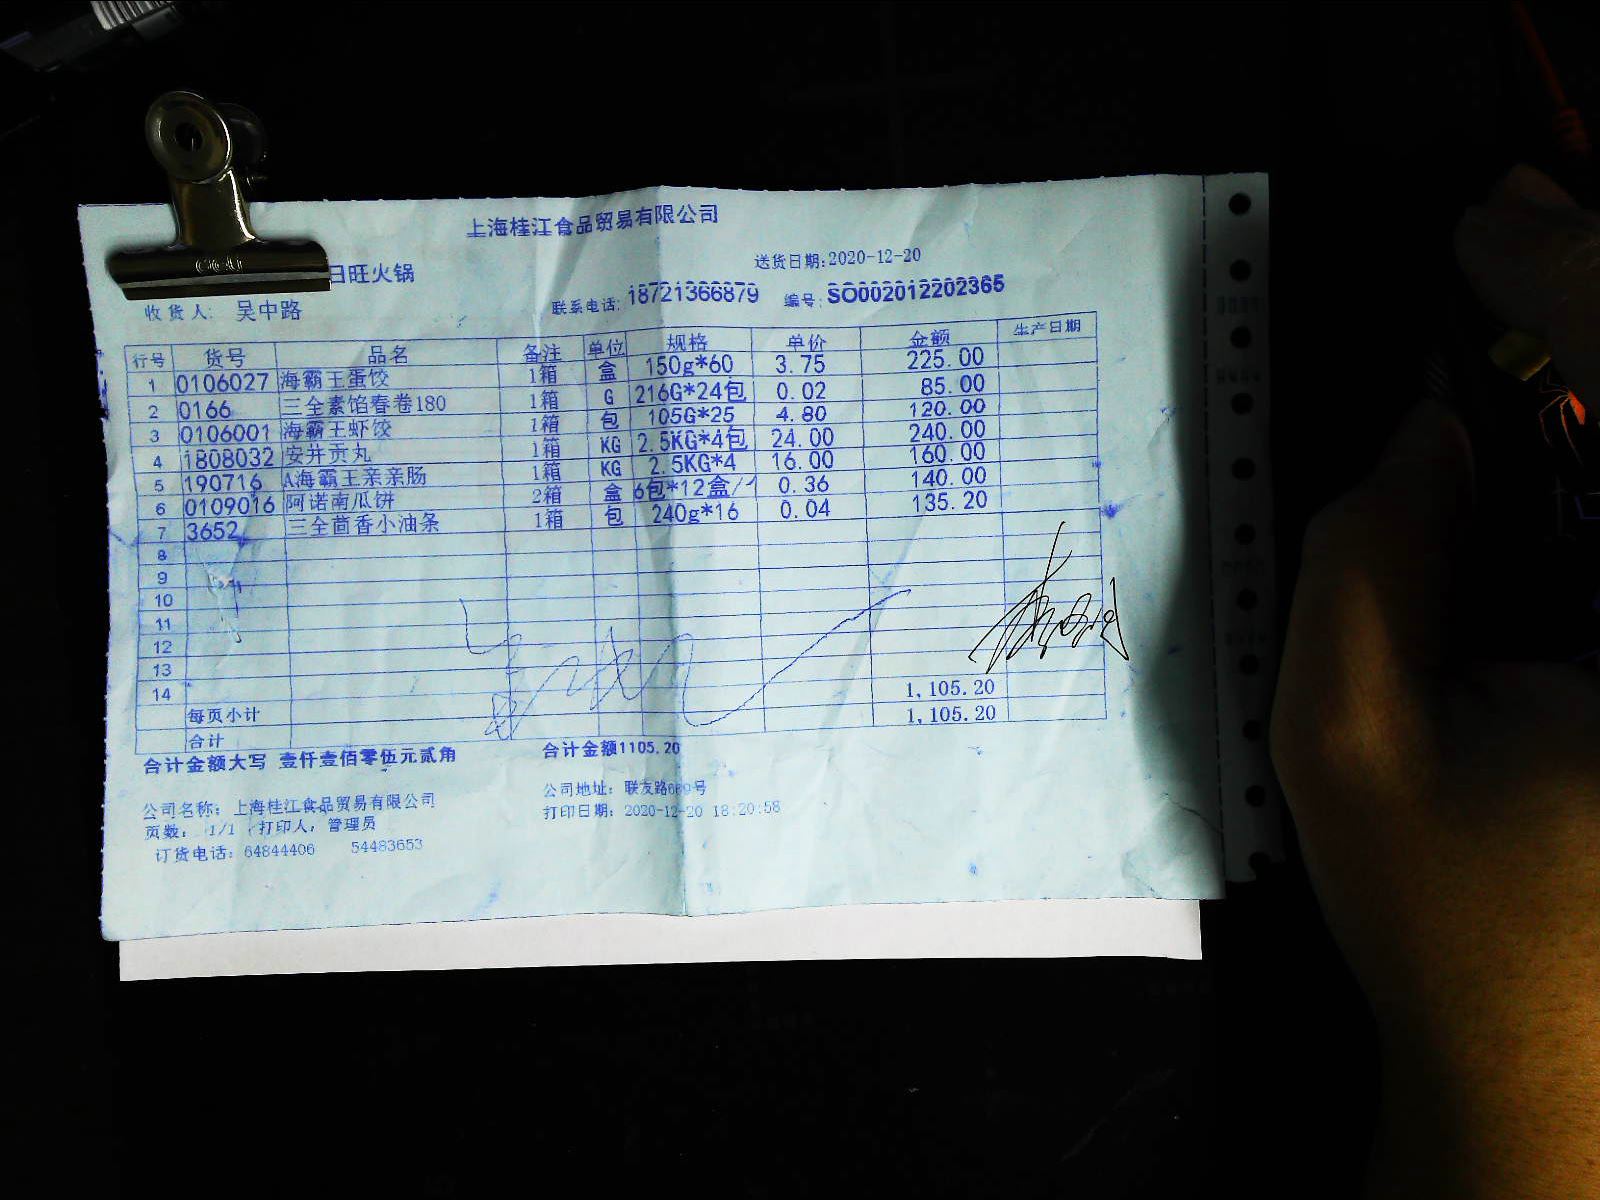 上海桂江食品贸易有限公司
日旺火锅 送货日期:2020-12-20
收货人: 吴中路 联系电话: 18721366879 编号: SO002012202365
行号 货号 品名 备注 单位 规格 单价 金额 生产日期
1 0106027 海霸王蛋饺 1箱 盒 150g*60 3.75 225.00
2 0166 三全素馅春卷180 1箱 G 216G*24包 0.02 85.00
3 0106001 海霸王虾饺 1箱 包 105G*25 4.80 120.00
4 1808032 安井贡丸 1箱 KG 2.5KG*4包 24.00 240.00
5 190716 A海霸王亲亲肠 1箱 KG 2.5KG*4 16.00 160.00
6 0109016 阿诺南瓜饼 2箱 盒 6包*12盒/1 0.36 140.00
7 3652 三全茴香小油条 1箱 包 240g*16 0.04 135.20
8
9
10
11
12
13
14
每页小计 1,105.20
合计 1,105.20
合计金额大写 壹仟壹佰零伍元贰角 合计金额1105.20
公司名称: 上海桂江食品贸易有限公司 公司地址: 联友路669号
页数: 1/1 打印人: 管理员 打印日期: 2020-12-20 18:20:58
订货电话: 64844406 54483653